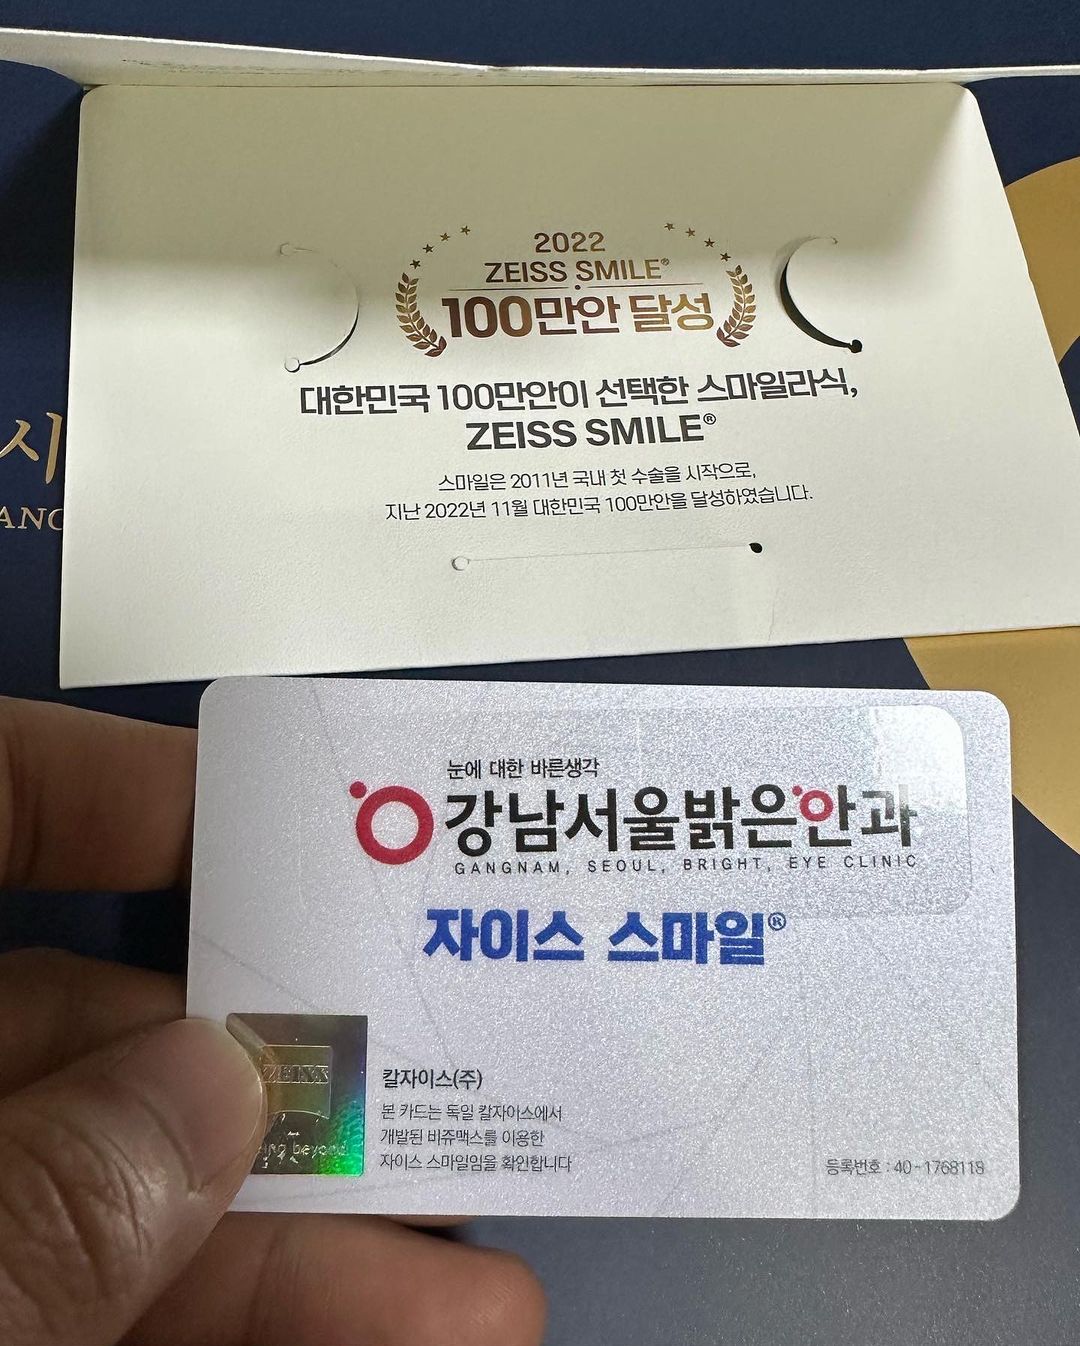 2022
ZEISS SMILE®
100만안 달성
대한민국 100만안이 선택한 스마일라식,
ZEISS SMILE®
스마일은 2011년 국내 첫 수술을 시작으로,
지난 2022년 11월 대한민국 100만안을 달성하였습니다.
시
ANG
눈에 대한 바른생각
강남서울밝은안과
GANGNAM, SEOUL, BRIGHT, EYE CLINIC
자이스 스마일®
ZEISS
beyond
칼자이스(주)
본 카드는 독일 칼자이스에서
개발된 비쥬맥스를 이용한
자이스 스마일임을 확인합니다
등록번호 : 40-1768119